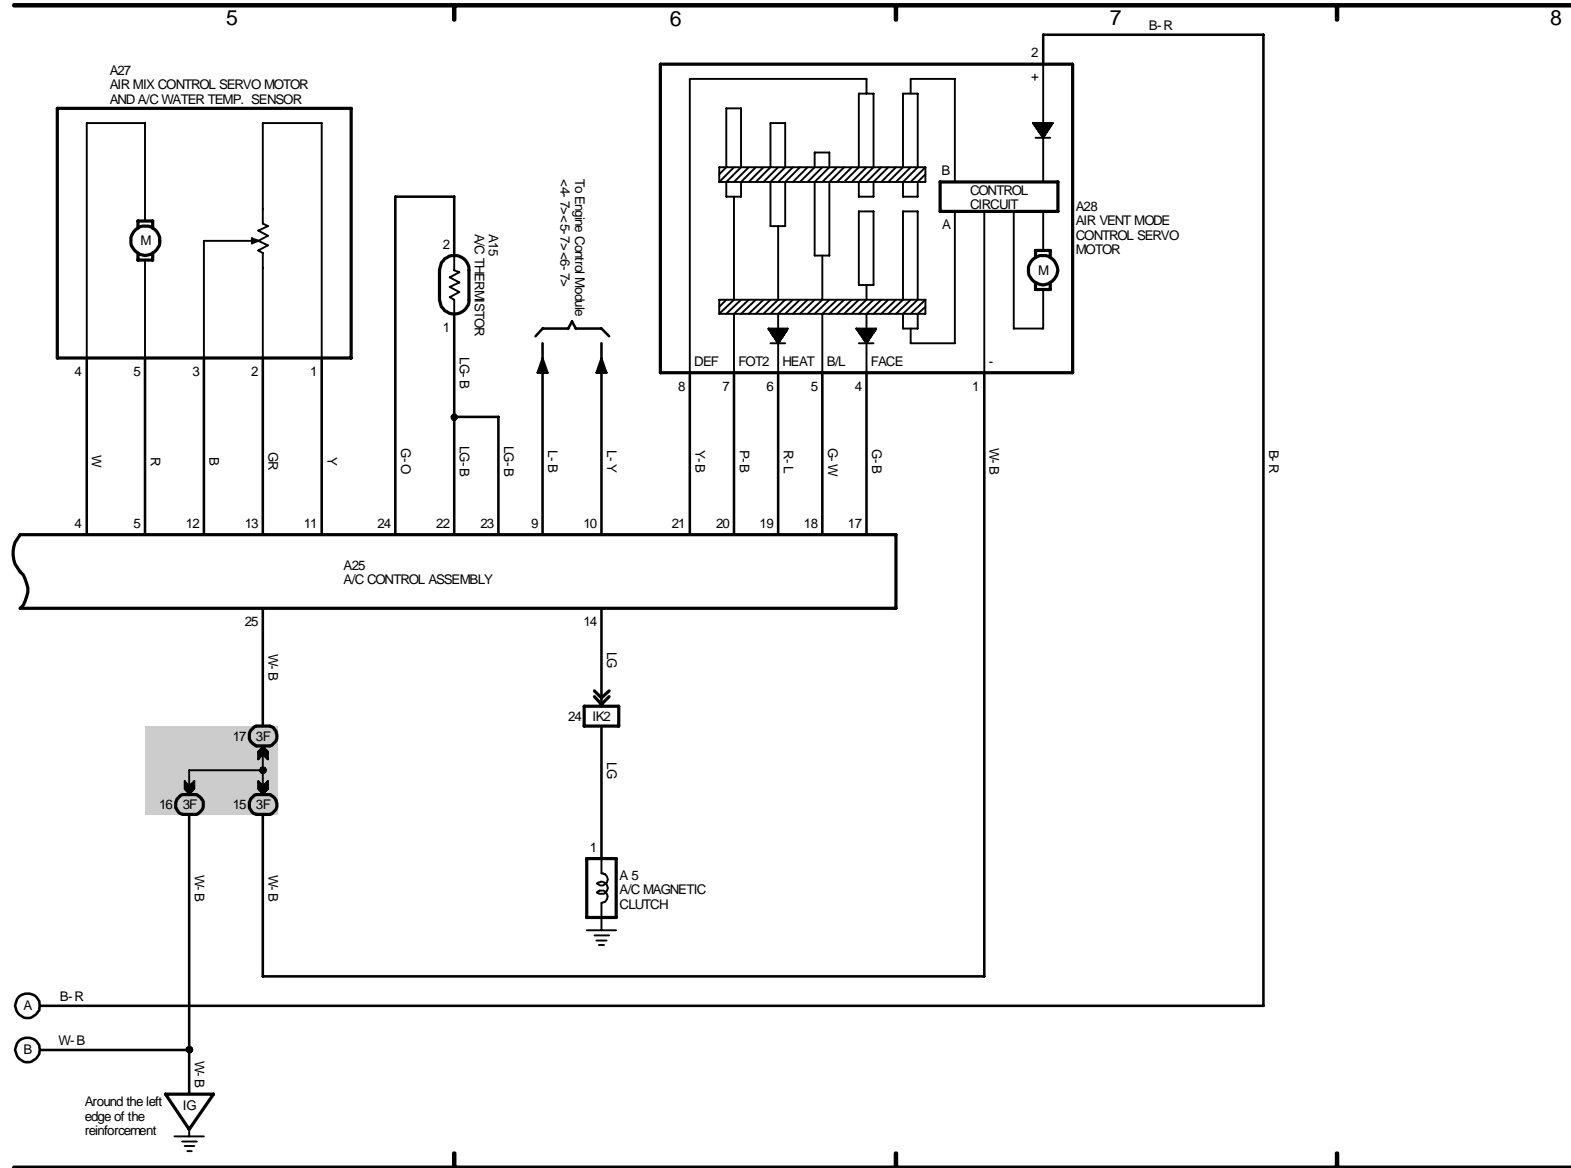 5 6 7 8
B-R
A27
AIR MIX CONTROL SERVO MOTOR
AND A/C WATER TEMP. SENSOR
2
+
To Engine Control Module
<4-7><5-7><6-7>
B
CONTROL
CIRCUIT
A
A28
AIR VENT MODE
CONTROL SERVO
MOTOR
M
M
2
A15
A/C THERMISTOR
1
DEF FOT2 HEAT B/L FACE -
4 5 3 2 1
8 7 6 5 4 1
LG-B
W R B GR Y G-O LG-B LG-B L-B L-Y Y-B P-B R-L G-W G-B W-B B-R
4 5 12 13 11 24 22 23 9 10 21 20 19 18 17
A25
A/C CONTROL ASSEMBLY
25 14
W-B LG
24 IK2
17 3F
LG
16 3F 15 3F
1
A 5
A/C MAGNETIC
CLUTCH
W-B W-B
A B-R
B W-B
W-B
Around the left
edge of the
reinforcement
IG